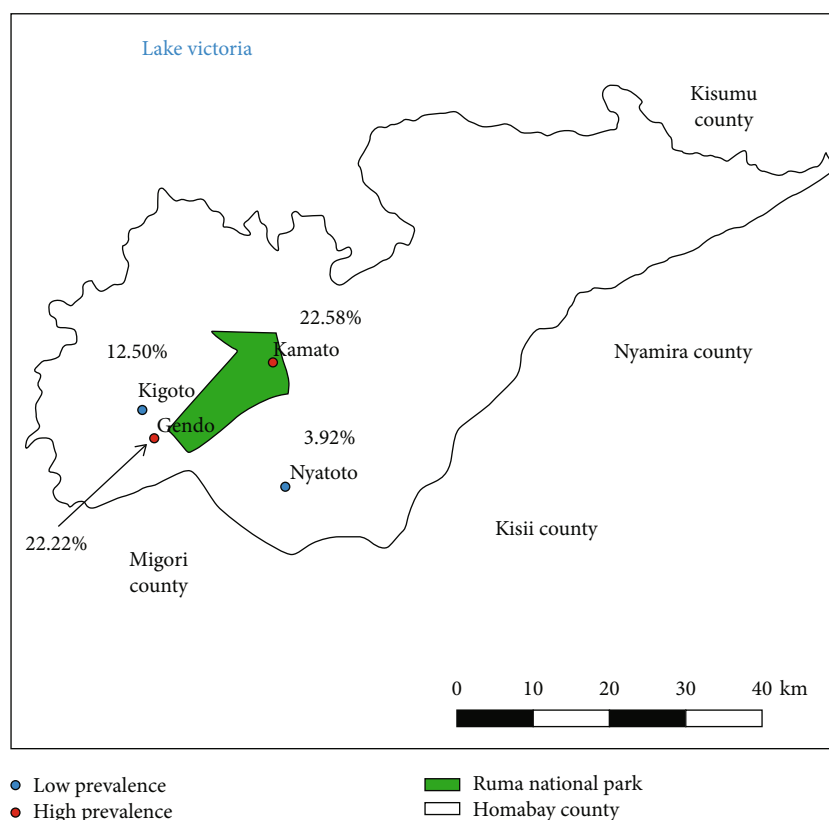 Lake victoria
Kisumu
county
22.58%
12.50%
Kamato
Nyamira county
Kigoto
Gendo
3.92%
Nyatoto
22.22%
Kisii county
Migori
county
0 10 20 30 40 km
Low prevalence
High prevalence
Ruma national park
Homabay county